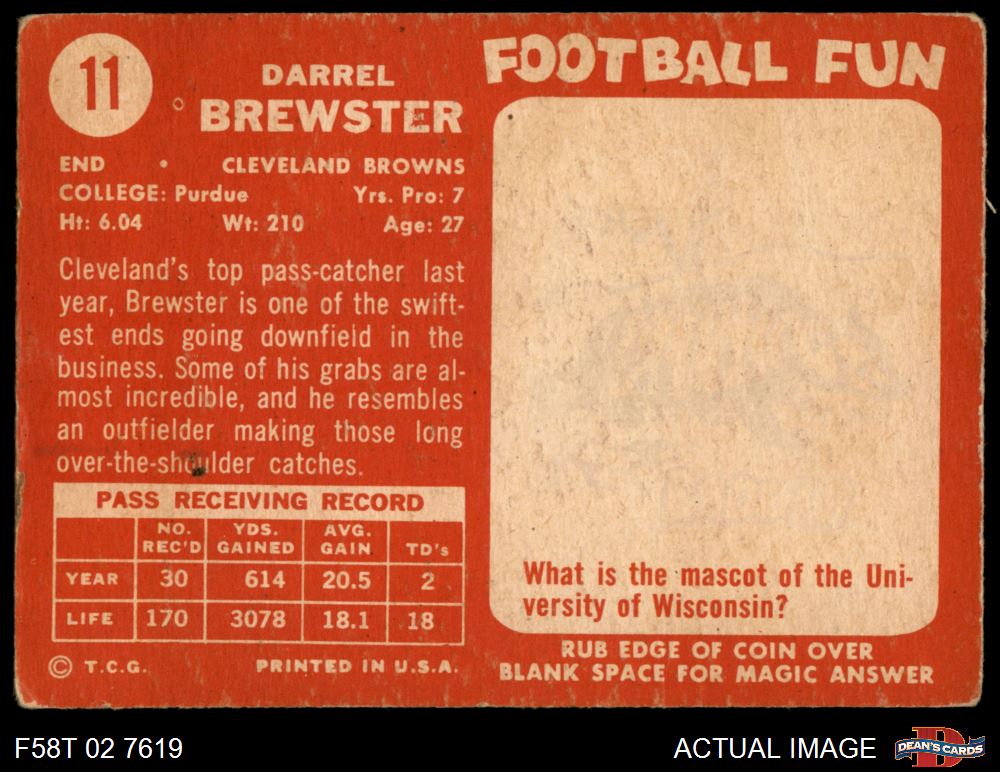 11
DARREL
BREWSTER
END • CLEVELAND BROWNS
COLLEGE: Purdue Yrs. Pro: 7
Ht: 6.04 Wt: 210 Age: 27
Cleveland's top pass-catcher last
year, Brewster is one of the swift-
est ends going downfield in the
business. Some of his grabs are al-
most incredible, and he resembles
an outfielder making those long
over-the-shoulder catches.
PASS RECEIVING RECORD
NO. REC'D YDS. GAINED AVG. GAIN TD's
YEAR 30 614 20.5 2
LIFE 170 3078 18.1 18
© T.C.G. PRINTED IN U.S.A.
FOOTBALL FUN
What is the mascot of the Uni-
versity of Wisconsin?
RUB EDGE OF COIN OVER
BLANK SPACE FOR MAGIC ANSWER
F58T 02 7619
ACTUAL IMAGE
DEAN'S CARDS